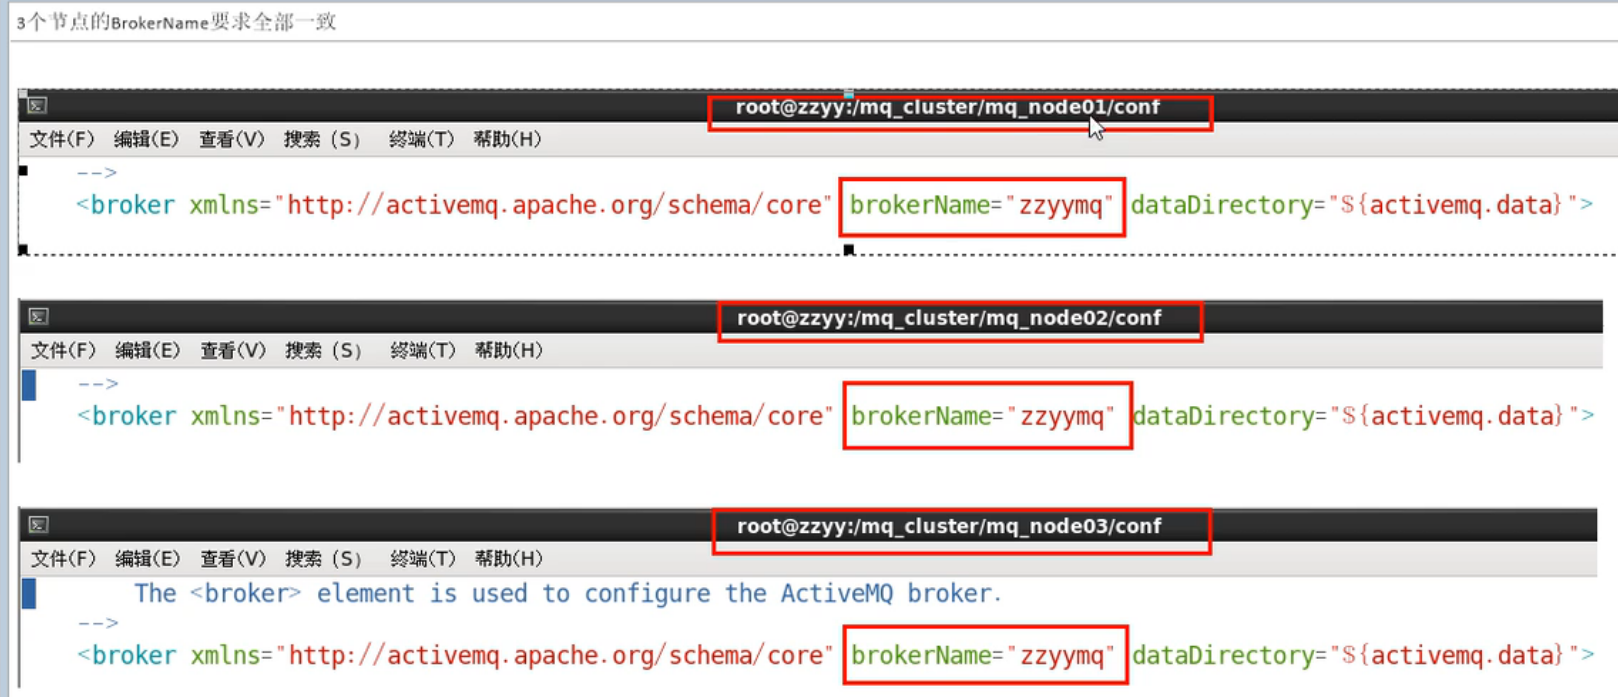 3个节点的BrokerName要求全部一致
root@zzyy:/mq_cluster/mq_node01/conf
文件(F) 编辑(E) 查看(V) 搜索 (S) 终端(T) 帮助(H)
-->
<broker xmlns="http://activemq.apache.org/schema/core" brokerName="zzyymq" dataDirectory="${activemq.data}">
root@zzyy:/mq_cluster/mq_node02/conf
文件(F) 编辑(E) 查看(V) 搜索 (S) 终端(T) 帮助(H)
-->
<broker xmlns="http://activemq.apache.org/schema/core" brokerName="zzyymq" dataDirectory="${activemq.data}">
root@zzyy:/mq_cluster/mq_node03/conf
文件(F) 编辑(E) 查看(V) 搜索 (S) 终端(T) 帮助(H)
The <broker> element is used to configure the ActiveMQ broker.
-->
<broker xmlns="http://activemq.apache.org/schema/core" brokerName="zzyymq" dataDirectory="${activemq.data}">